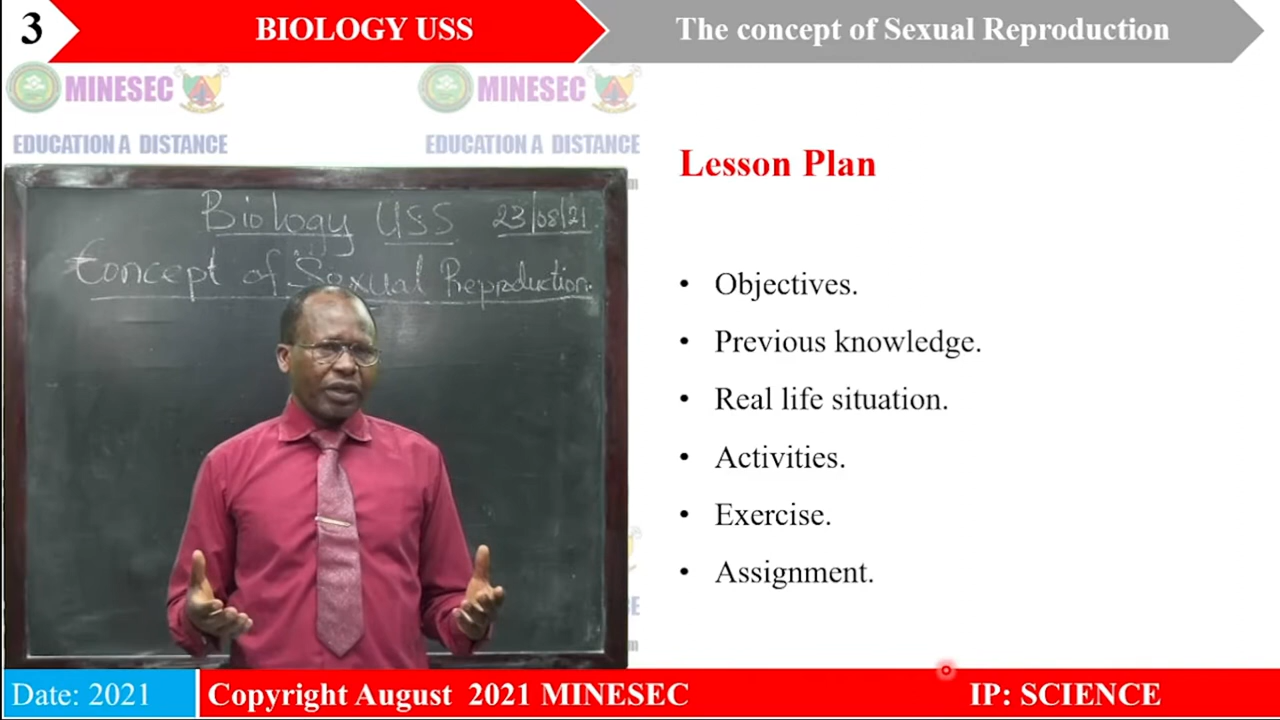 3
BIOLOGY USS
The concept of Sexual Reproduction
MINESEC
MINESEC
EDUCATION A DISTANCE
EDUCATION A DISTANCE
Biology USS 23/08/21
Concept of Sexual Reproduction.
Lesson Plan
• Objectives.
• Previous knowledge.
• Real life situation.
• Activities.
• Exercise.
• Assignment.
Date: 2021
Copyright August 2021 MINESEC
IP: SCIENCE